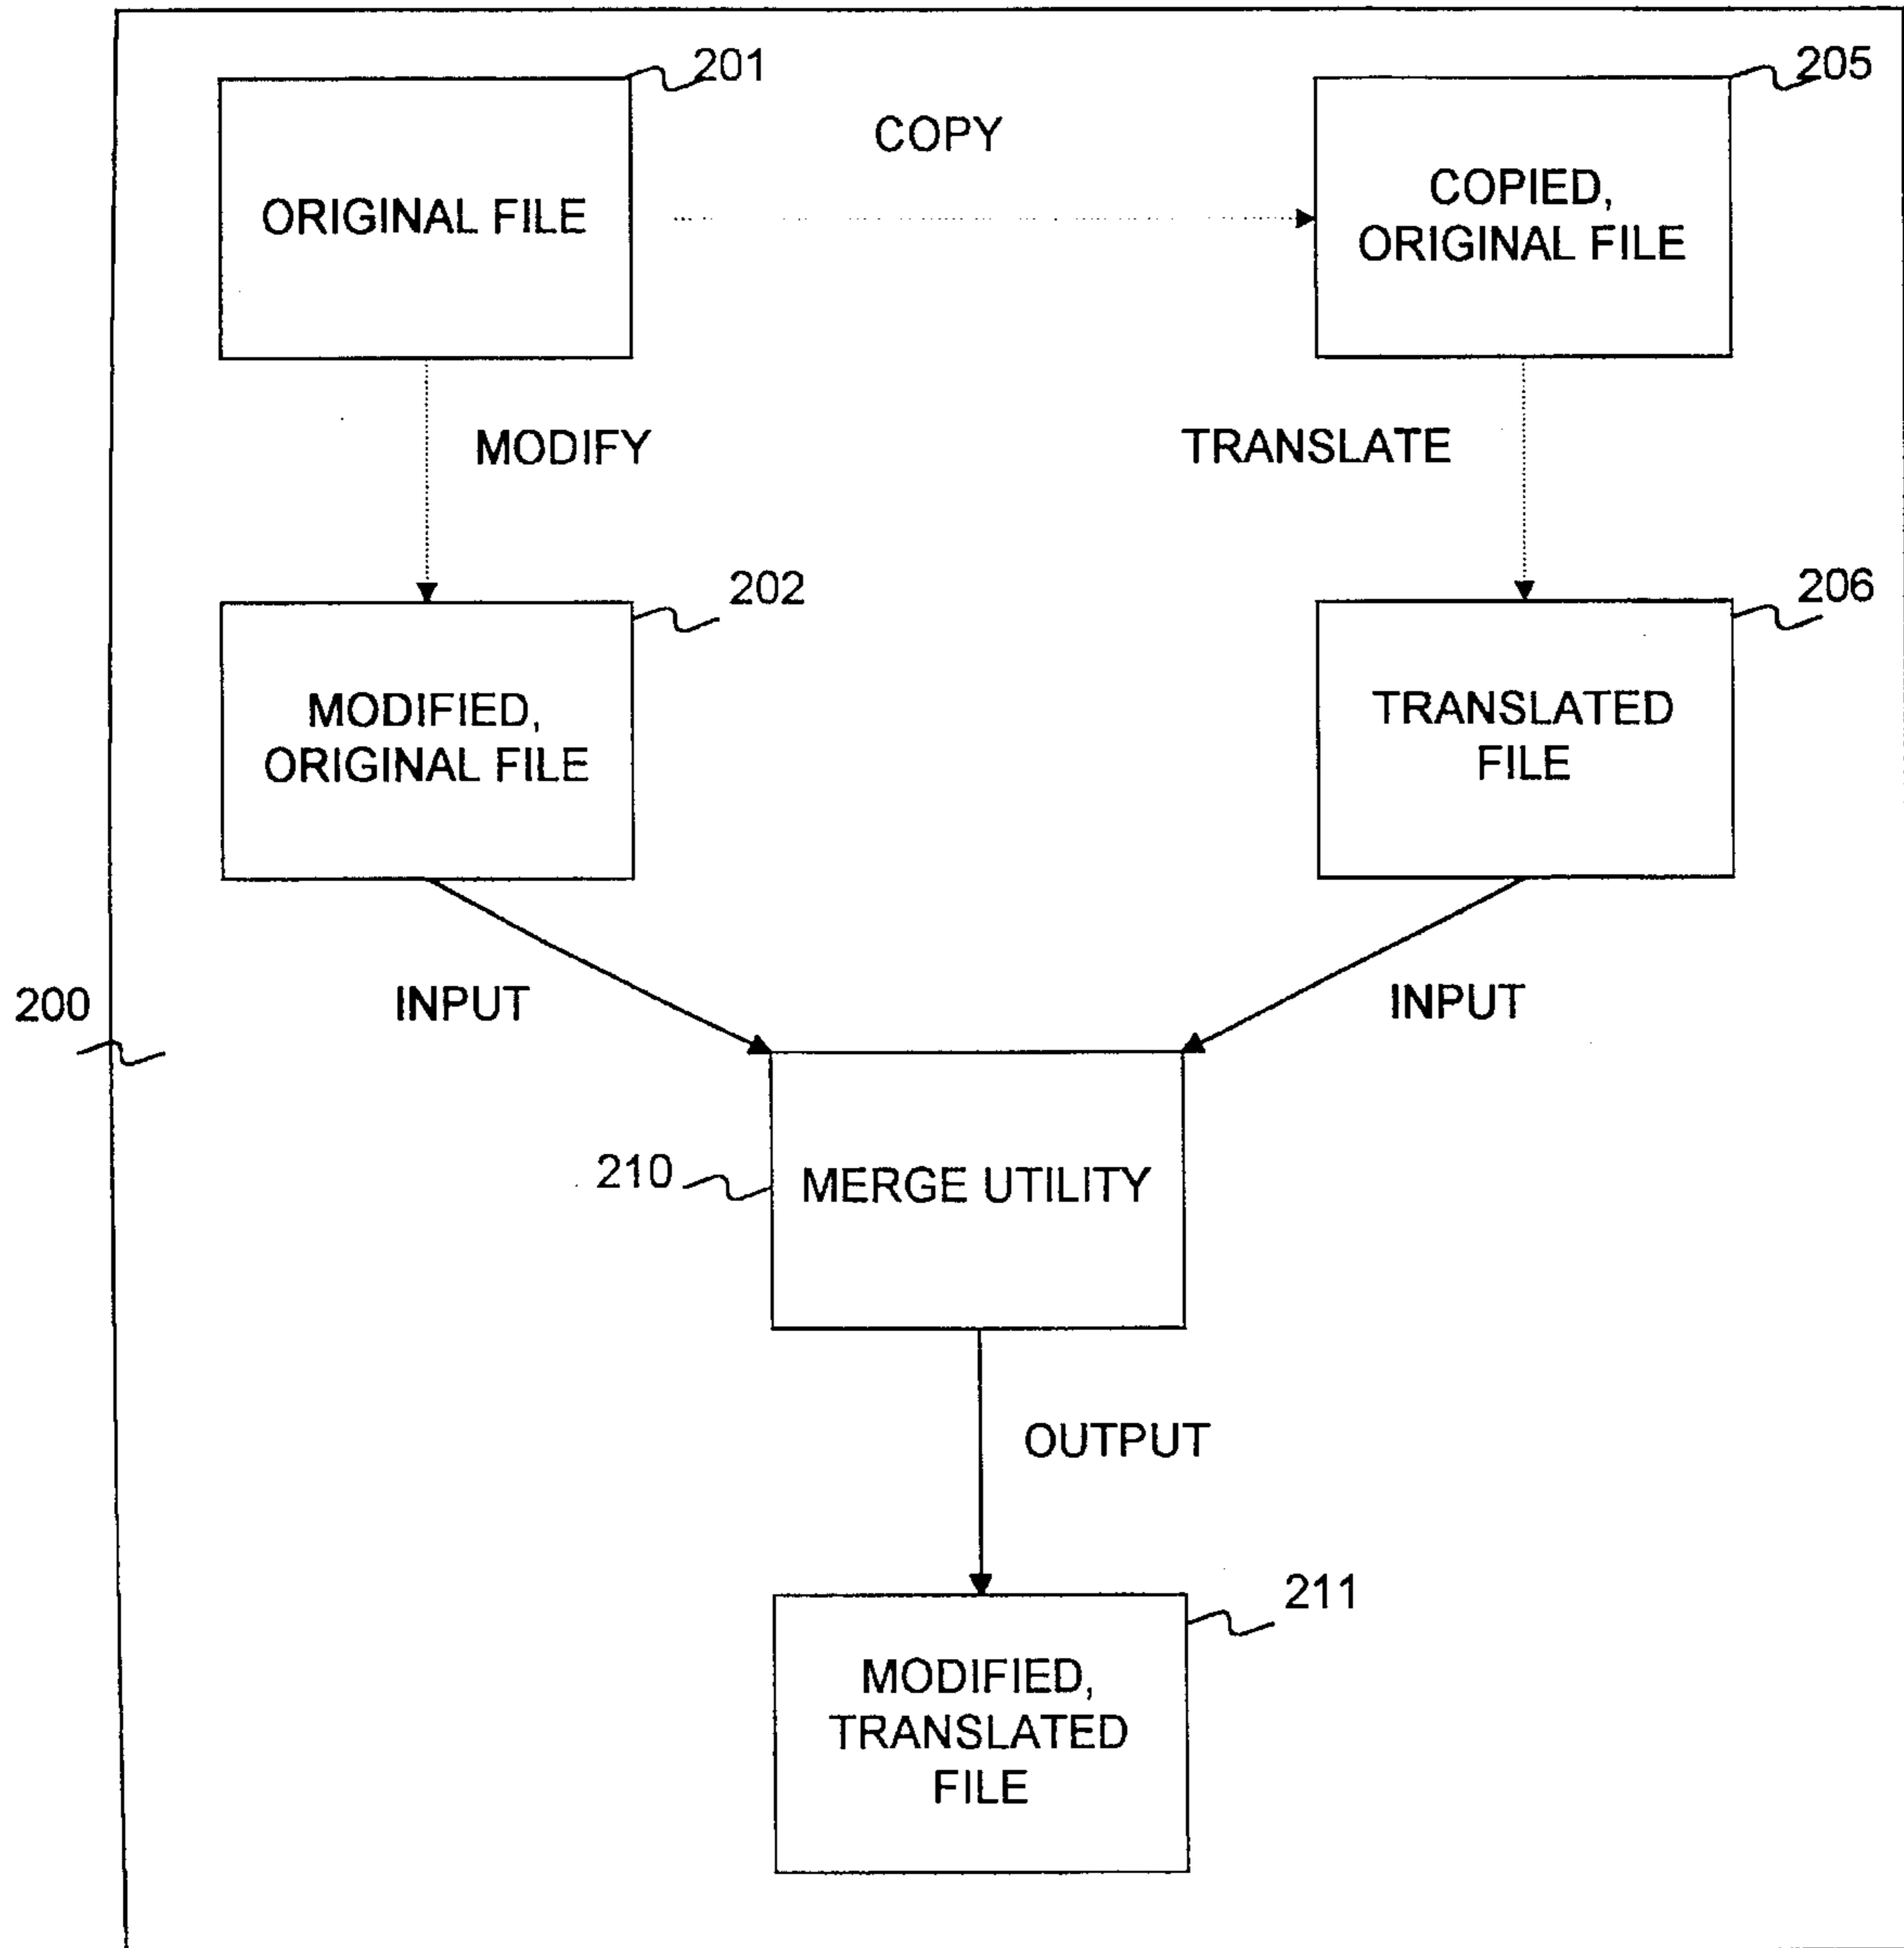 201
205
COPY
ORIGINAL FILE
COPIED,
ORIGINAL FILE
MODIFY
TRANSLATE
202
206
MODIFIED,
ORIGINAL FILE
TRANSLATED
FILE
200
INPUT
INPUT
210
MERGE UTILITY
OUTPUT
211
MODIFIED,
TRANSLATED
FILE